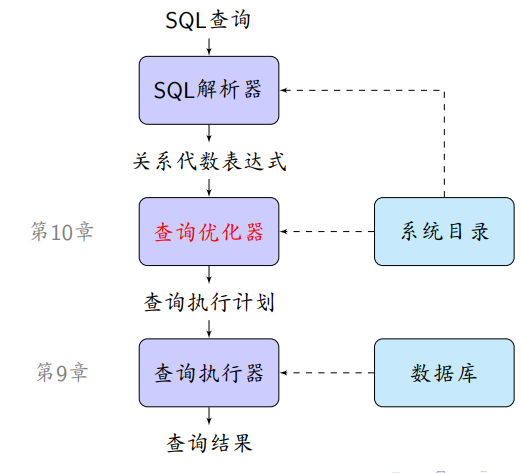 SQL查询
SQL解析器
关系代数表达式
第10章
查询优化器
系统目录
查询执行计划
第9章
查询执行器
数据库
查询结果